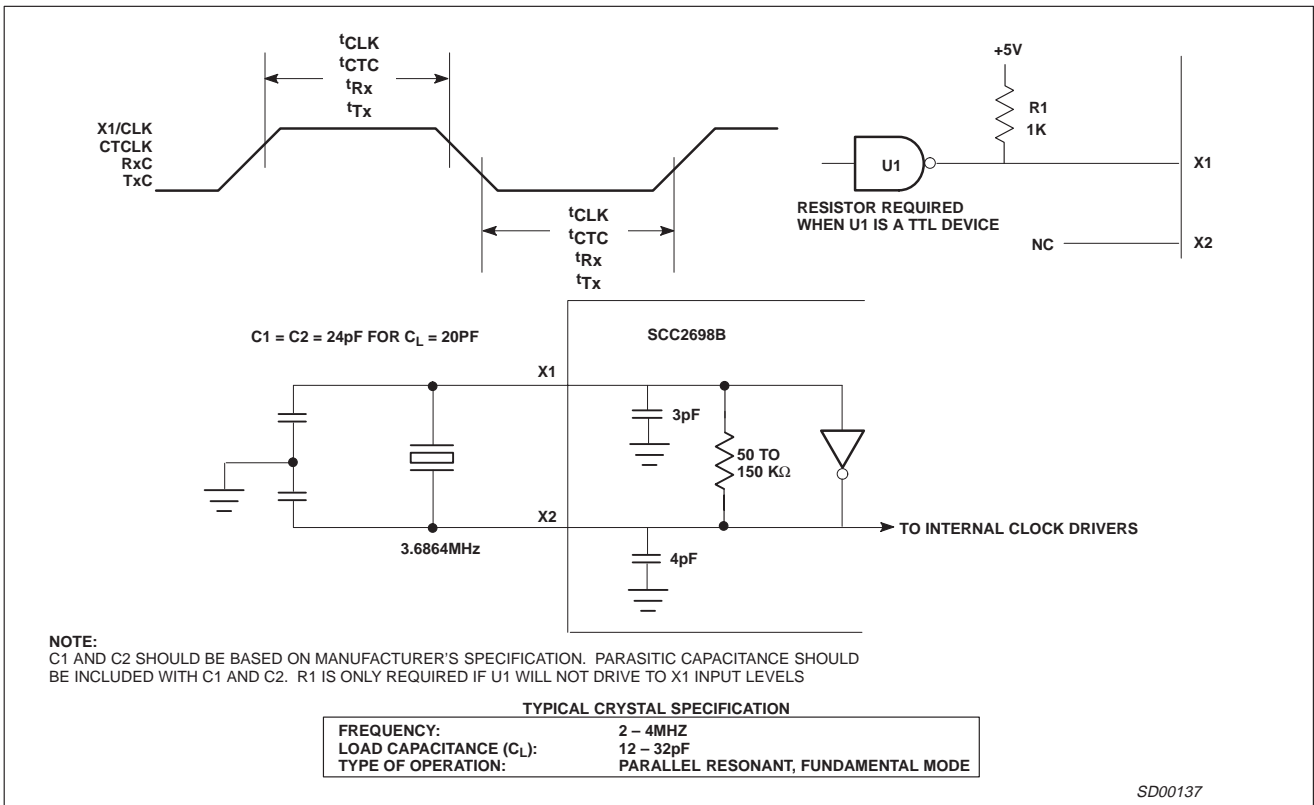 tCLK
tCTC
tRx
tTx
X1/CLK
CTCLK
RxC
TxC
tCLK
tCTC
tRx
tTx
+5V
R1
1K
U1
X1
RESISTOR REQUIRED
WHEN U1 IS A TTL DEVICE
NC
X2
C1 = C2 = 24pF FOR CL = 20PF
SCC2698B
X1
3pF
50 TO
150 KΩ
X2
TO INTERNAL CLOCK DRIVERS
3.6864MHz
4pF
NOTE:
C1 AND C2 SHOULD BE BASED ON MANUFACTURER'S SPECIFICATION. PARASITIC CAPACITANCE SHOULD
BE INCLUDED WITH C1 AND C2. R1 IS ONLY REQUIRED IF U1 WILL NOT DRIVE TO X1 INPUT LEVELS
TYPICAL CRYSTAL SPECIFICATION
FREQUENCY: 2 – 4MHZ
LOAD CAPACITANCE (CL): 12 – 32pF
TYPE OF OPERATION: PARALLEL RESONANT, FUNDAMENTAL MODE
SD00137